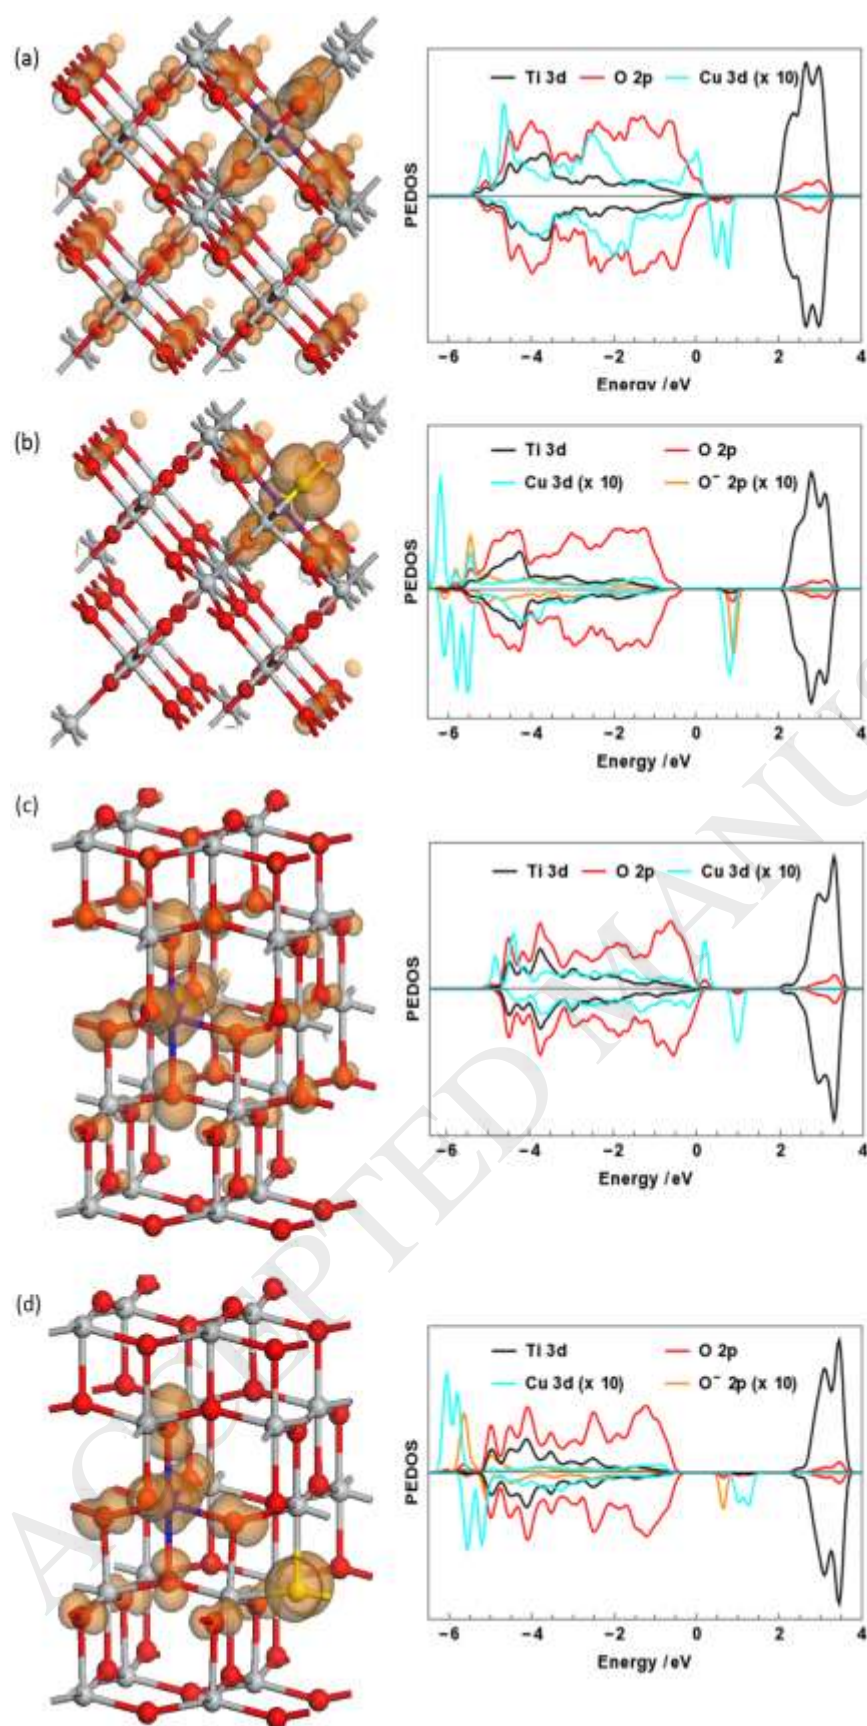 (a)
Ti 3d O 2p Cu 3d (x 10)
PEDOS
−6 −4 −2 0 2 4
Energy /eV
(b)
Ti 3d O 2p
Cu 3d (x 10) O⁻ 2p (x 10)
PEDOS
−6 −4 −2 0 2 4
Energy /eV
(c)
Ti 3d O 2p Cu 3d (x 10)
PEDOS
−6 −4 −2 0 2 4
Energy /eV
(d)
Ti 3d O 2p
Cu 3d (x 10) O⁻ 2p (x 10)
PEDOS
−6 −4 −2 0 2 4
Energy /eV
ACCEPTED MANUS